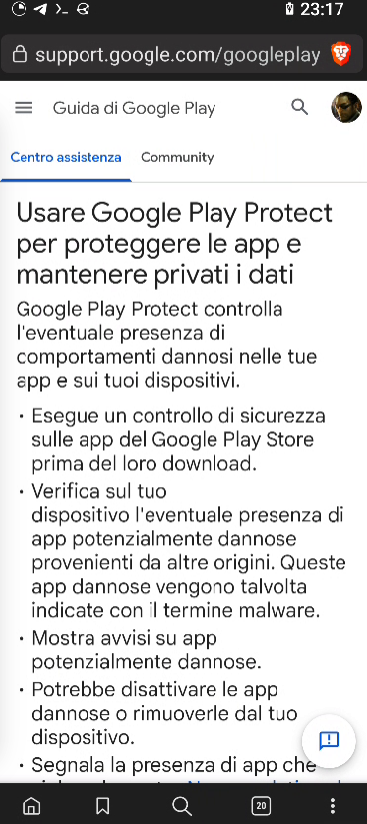 23:17
support.google.com/googleplay
Guida di Google Play
Centro assistenza Community
Usare Google Play Protect
per proteggere le app e
mantenere privati i dati
Google Play Protect controlla
l'eventuale presenza di
comportamenti dannosi nelle tue
app e sui tuoi dispositivi.
• Esegue un controllo di sicurezza
sulle app del Google Play Store
prima del loro download.
• Verifica sul tuo
dispositivo l'eventuale presenza di
app potenzialmente dannose
provenienti da altre origini. Queste
app dannose vengono talvolta
indicate con il termine malware.
• Mostra avvisi su app
potenzialmente dannose.
• Potrebbe disattivare le app
dannose o rimuoverle dal tuo
dispositivo.
• Segnala la presenza di app che
20